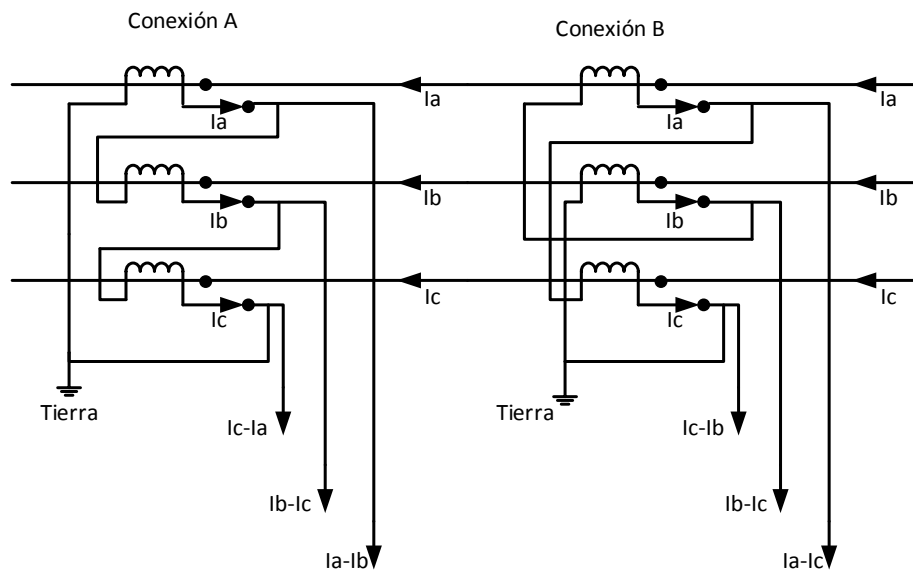 Conexión A
Conexión B
Ia
Ia
Ia
Ia
Ib
Ib
Ib
Ib
Ic
Ic
Ic
Ic
Tierra
Tierra
Ic-Ia
Ic-Ib
Ib-Ic
Ib-Ic
Ia-Ib
Ia-Ic